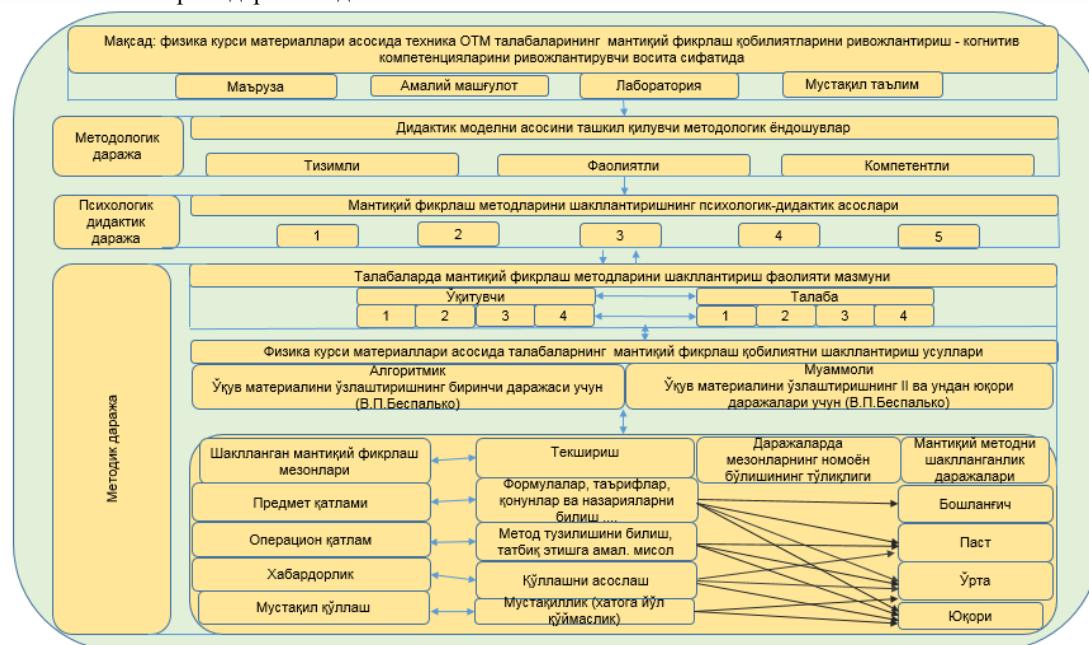 Мақсад: физика курси материаллари асосида техника ОТМ талабаларининг мантиқий фикрлаш қобилиятларини ривожлантириш - когнитив
компетенцияларини ривожлантирувчи восита сифатида
Маъруза
Амалий машғулот
Лаборатория
Мустақил таълим
Методологик
даража
Дидактик моделни асосини ташкил қилувчи методологик ёндошувлар
Тизимли
Фаолиятли
Компетентли
Психологик
дидактик
даража
Мантиқий фикрлаш методларини шакллантиришнинг психологик-дидактик асослари
1
2
3
4
5
Методик даража
Талабаларда мантиқий фикрлаш методларини шакллантириш фаолияти мазмуни
Ўқитувчи
Талаба
1
2
3
4
1
2
3
4
Физика курси материаллари асосида талабаларнинг мантиқий фикрлаш қобилиятни шакллантириш усуллари
Алгоритмик
Ўқув материалини ўзлаштиришнинг биринчи даражаси учун
(В.П.Беспалько)
Муаммоли
Ўқув материалини ўзлаштиришнинг II ва ундан юқори
даражалари учун (В.П.Беспалько)
Шаклланган мантиқий фикрлаш
мезонлари
Текшириш
Даражаларда
мезонларнинг номоён
бўлишининг тўлиқлиги
Мантиқий методни
шаклланганлик
даражалари
Предмет қатлами
Формулалар, таърифлар,
қонунлар ва назарияларни
билиш ....
Бошланғич
Операцион қатлам
Метод тузилишини билиш,
татбиқ этишга амал. мисол
Паст
Хабардорлик
Қўллашни асослаш
Ўрта
Мустақил қўллаш
Мустақиллик (хатога йўл
қўймаслик)
Юқори